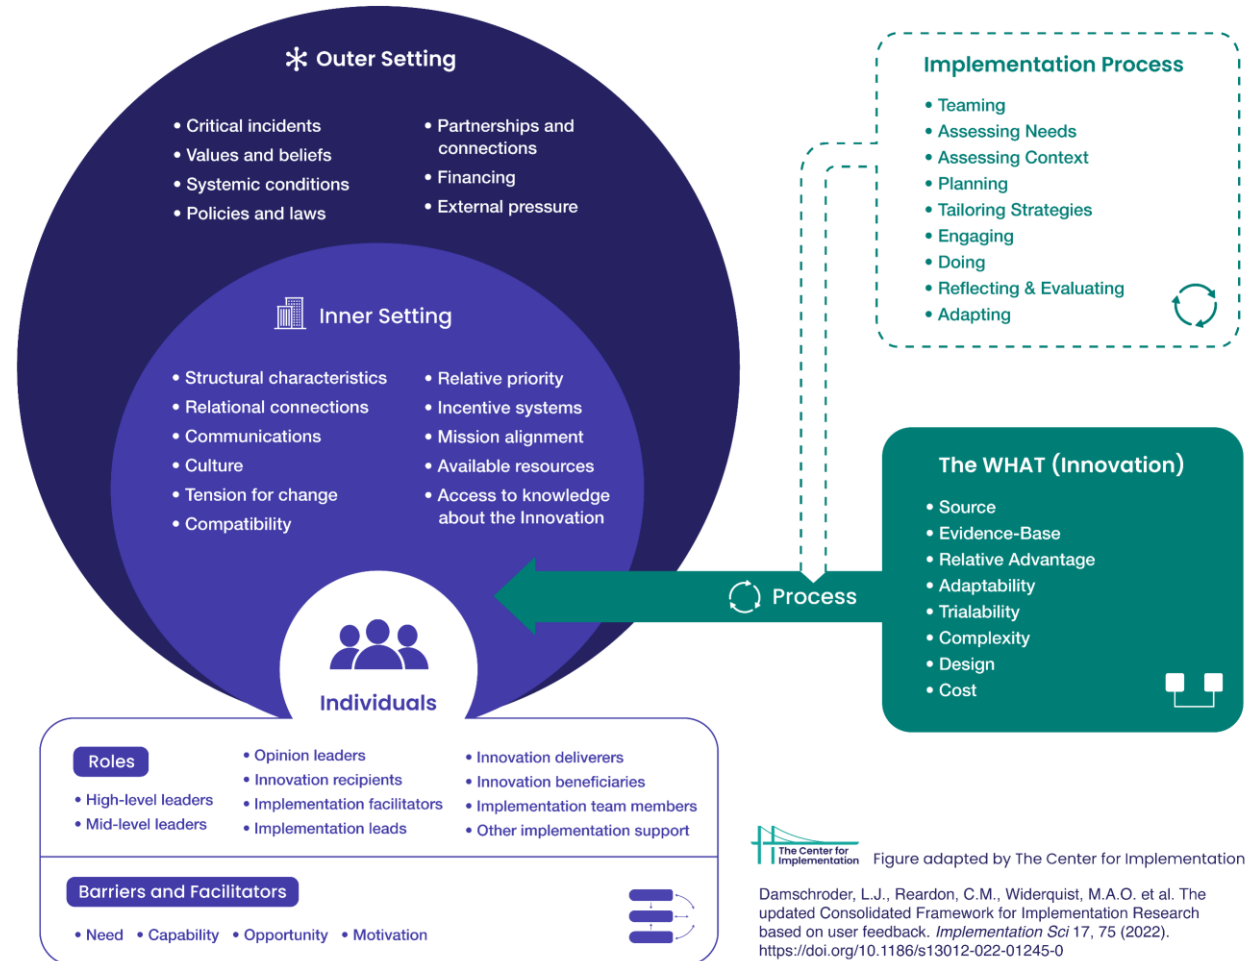 Outer Setting
• Critical incidents
• Values and beliefs
• Systemic conditions
• Policies and laws
• Partnerships and
connections
• Financing
• External pressure
Inner Setting
• Structural characteristics
• Relational connections
• Communications
• Culture
• Tension for change
• Compatibility
• Relative priority
• Incentive systems
• Mission alignment
• Available resources
• Access to knowledge
about the Innovation
Individuals
Roles
• High-level leaders
• Mid-level leaders
• Opinion leaders
• Innovation recipients
• Implementation facilitators
• Implementation leads
• Innovation deliverers
• Innovation beneficiaries
• Implementation team members
• Other implementation support
Barriers and Facilitators
• Need • Capability • Opportunity • Motivation
Implementation Process
• Teaming
• Assessing Needs
• Assessing Context
• Planning
• Tailoring Strategies
• Engaging
• Doing
• Reflecting & Evaluating
• Adapting
Process
The WHAT (Innovation)
• Source
• Evidence-Base
• Relative Advantage
• Adaptability
• Trialability
• Complexity
• Design
• Cost
The Center for
Implementation
Figure adapted by The Center for Implementation
Damschroder, L.J., Reardon, C.M., Widerquist, M.A.O. et al. The
updated Consolidated Framework for Implementation Research
based on user feedback. Implementation Sci 17, 75 (2022).
https://doi.org/10.1186/s13012-022-01245-0